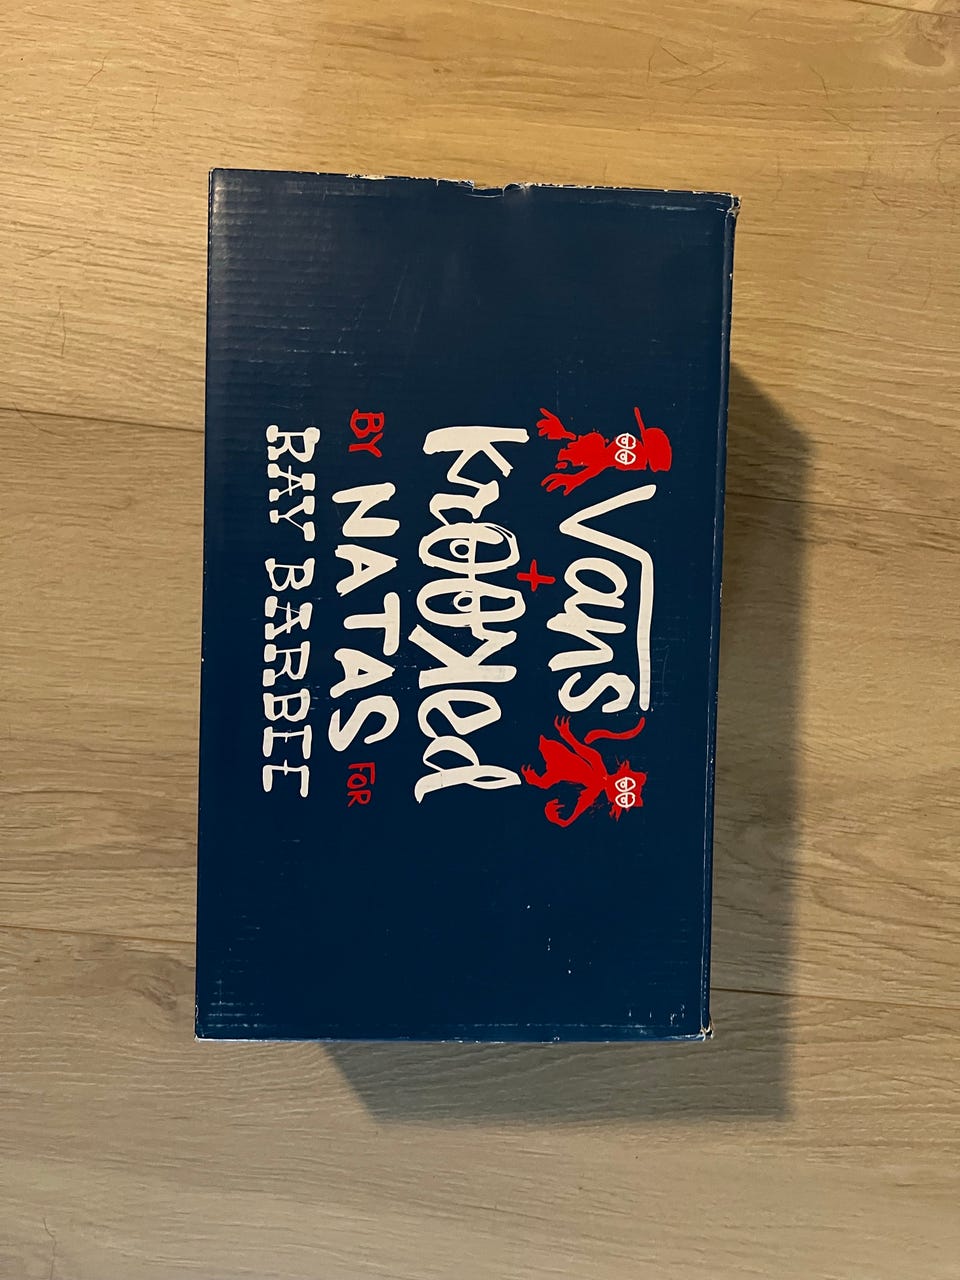 Vans
+
krooked
BY NATAS FOR
RAY BARBEE